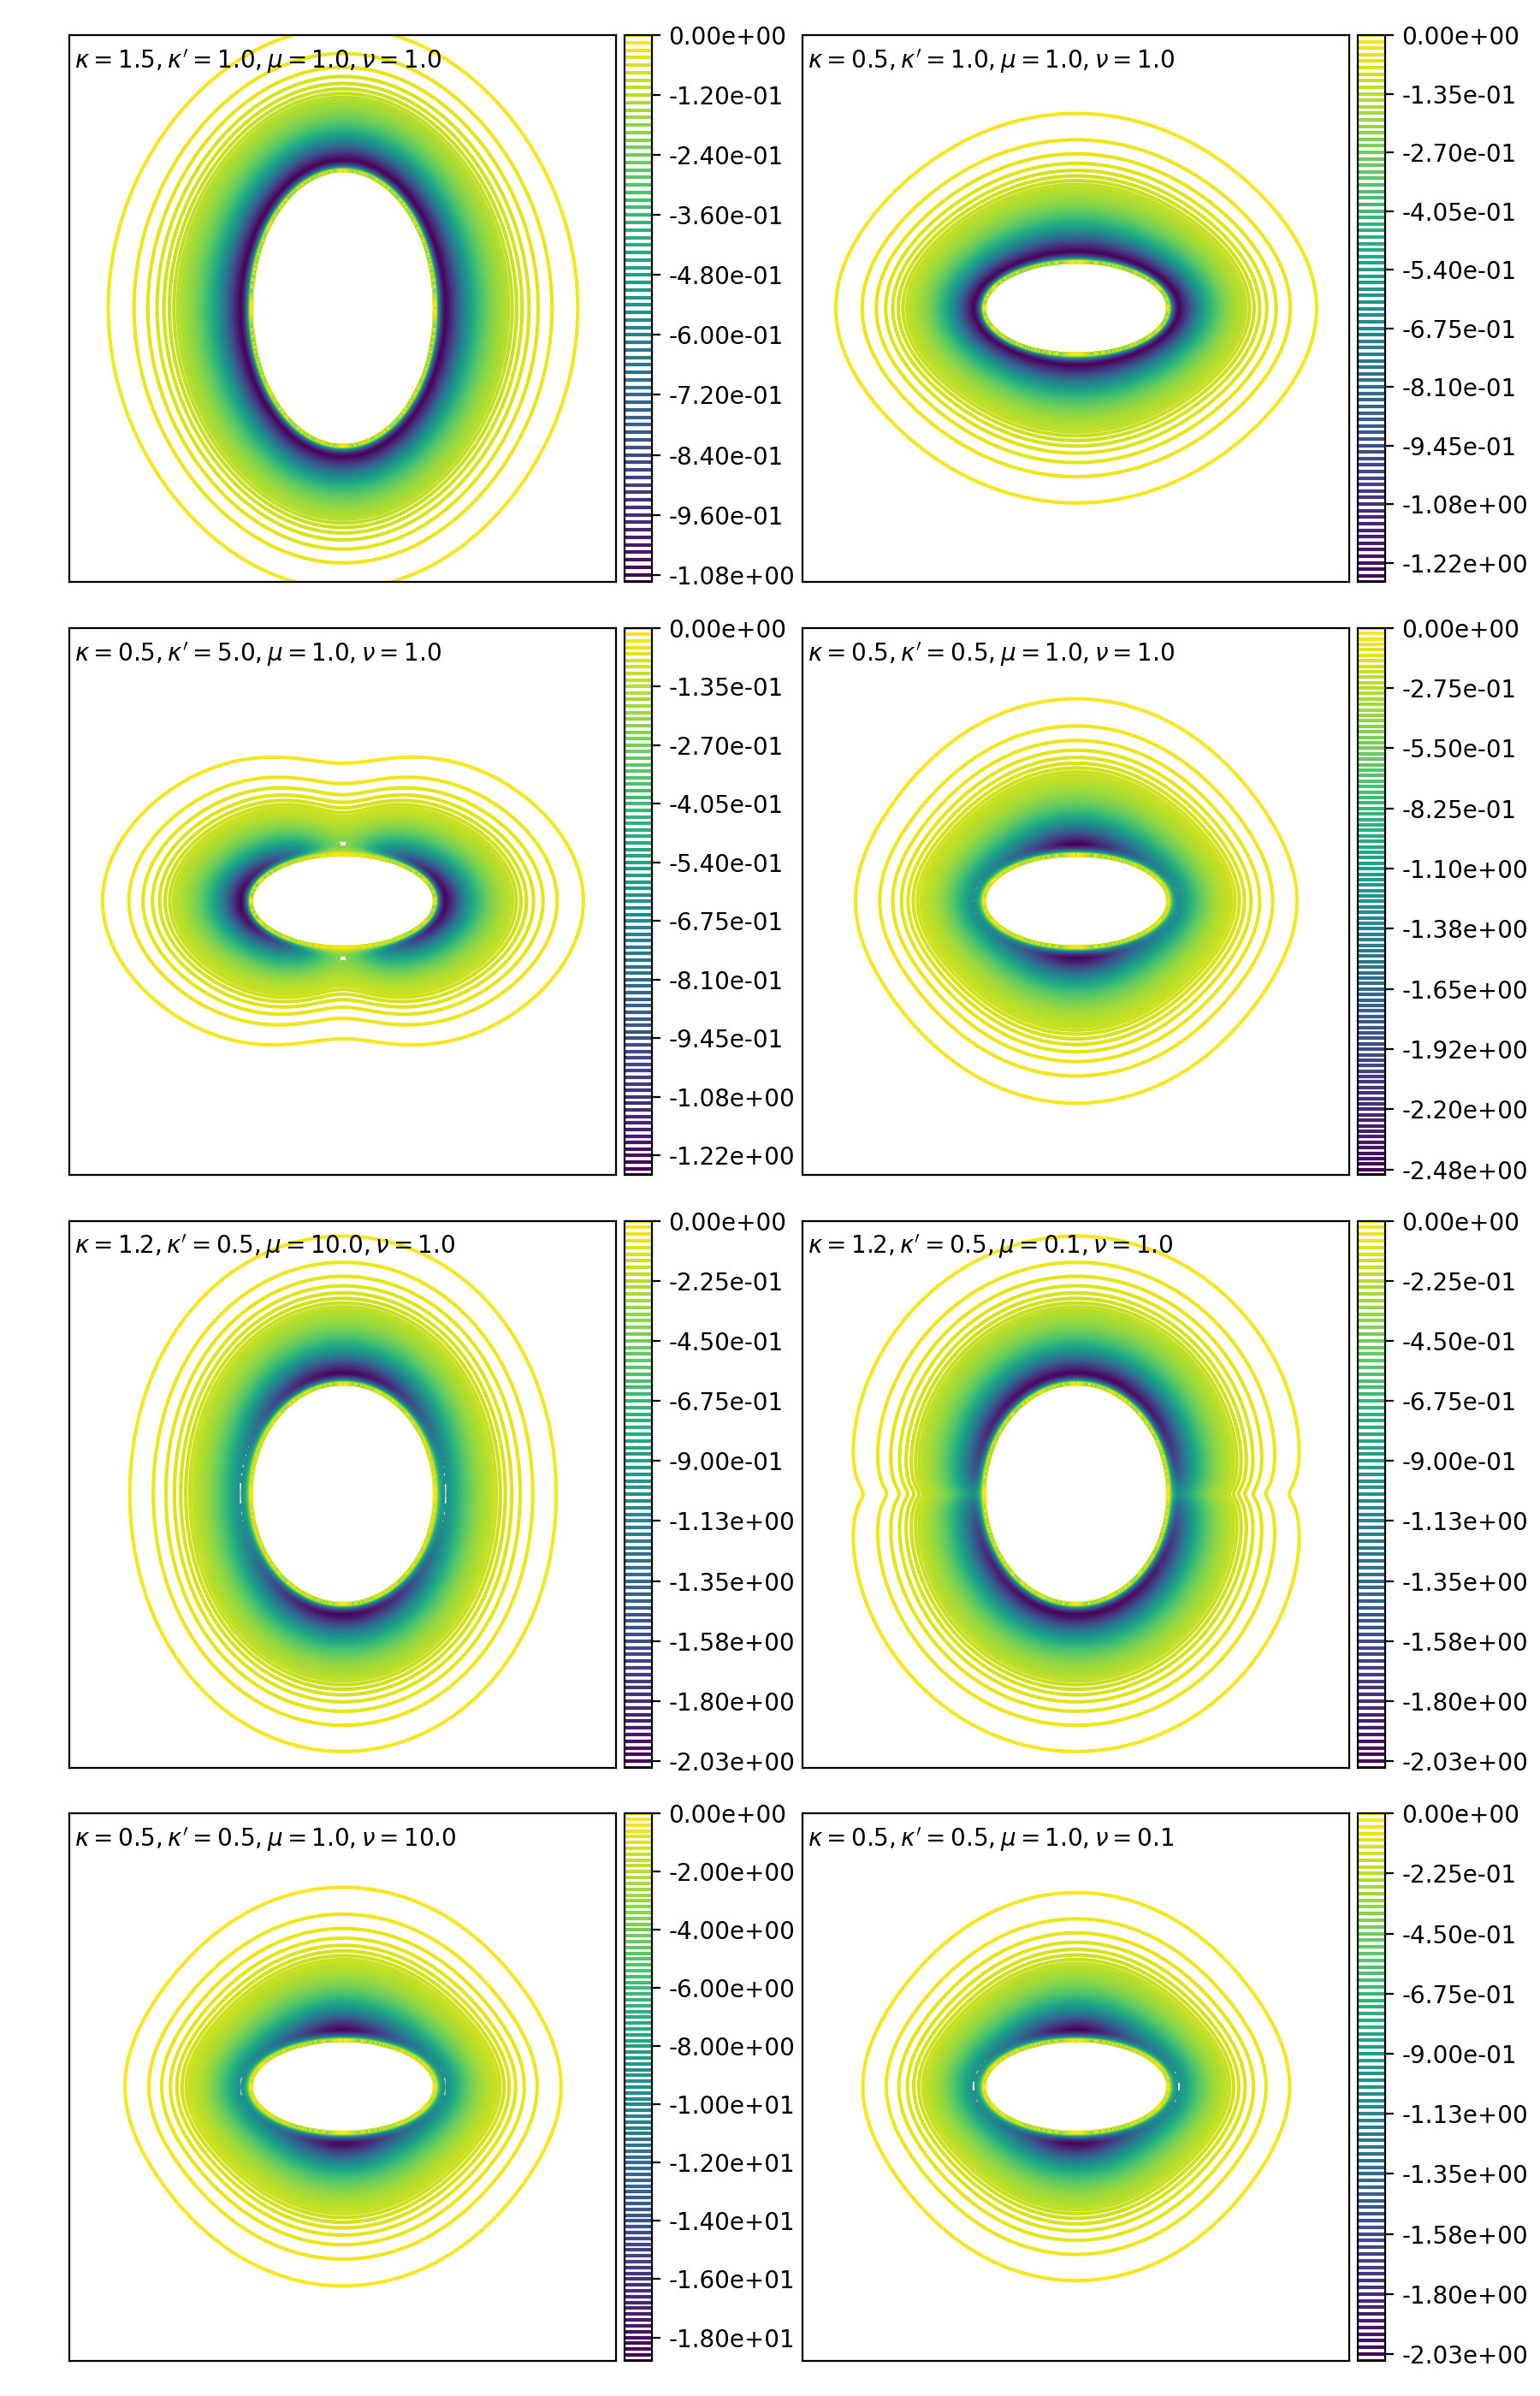 κ = 1.5, κ′ = 1.0, μ = 1.0, ν = 1.0
0.00e+00
-1.20e-01
-2.40e-01
-3.60e-01
-4.80e-01
-6.00e-01
-7.20e-01
-8.40e-01
-9.60e-01
-1.08e+00
κ = 0.5, κ′ = 1.0, μ = 1.0, ν = 1.0
0.00e+00
-1.35e-01
-2.70e-01
-4.05e-01
-5.40e-01
-6.75e-01
-8.10e-01
-9.45e-01
-1.08e+00
-1.22e+00
κ = 0.5, κ′ = 5.0, μ = 1.0, ν = 1.0
0.00e+00
-1.35e-01
-2.70e-01
-4.05e-01
-5.40e-01
-6.75e-01
-8.10e-01
-9.45e-01
-1.08e+00
-1.22e+00
κ = 0.5, κ′ = 0.5, μ = 1.0, ν = 1.0
0.00e+00
-2.75e-01
-5.50e-01
-8.25e-01
-1.10e+00
-1.38e+00
-1.65e+00
-1.92e+00
-2.20e+00
-2.48e+00
κ = 1.2, κ′ = 0.5, μ = 10.0, ν = 1.0
0.00e+00
-2.25e-01
-4.50e-01
-6.75e-01
-9.00e-01
-1.13e+00
-1.35e+00
-1.58e+00
-1.80e+00
-2.03e+00
κ = 1.2, κ′ = 0.5, μ = 0.1, ν = 1.0
0.00e+00
-2.25e-01
-4.50e-01
-6.75e-01
-9.00e-01
-1.13e+00
-1.35e+00
-1.58e+00
-1.80e+00
-2.03e+00
κ = 0.5, κ′ = 0.5, μ = 1.0, ν = 10.0
0.00e+00
-2.00e+00
-4.00e+00
-6.00e+00
-8.00e+00
-1.00e+01
-1.20e+01
-1.40e+01
-1.60e+01
-1.80e+01
κ = 0.5, κ′ = 0.5, μ = 1.0, ν = 0.1
0.00e+00
-2.25e-01
-4.50e-01
-6.75e-01
-9.00e-01
-1.13e+00
-1.35e+00
-1.58e+00
-1.80e+00
-2.03e+00